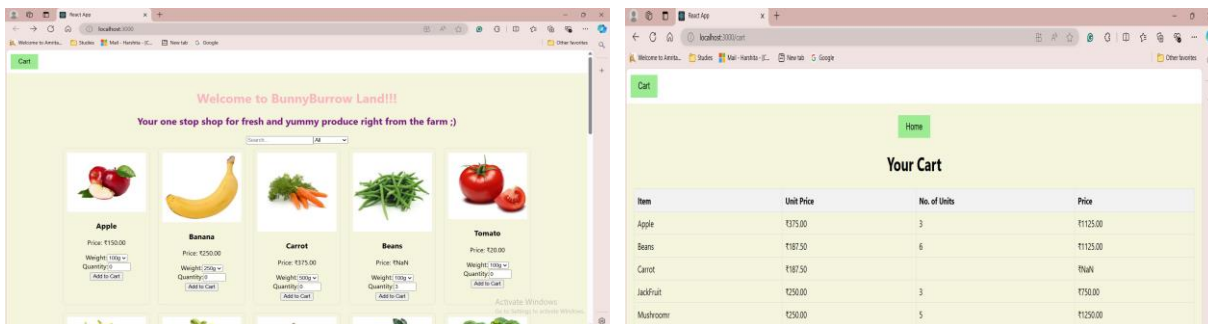 React App
localhost:3000
Welcome to Amrita...
Studies
Mail - Harshita - [C...
New tab
Google
Other favorites
Cart
Welcome to BunnyBurrow Land!!!
Your one stop shop for fresh and yummy produce right from the farm ;)
Search...
All
Apple
Price: ₹150.00
Weight: 100g
Quantity: 0
Add to Cart
Banana
Price: ₹250.00
Weight: 250g
Quantity: 0
Add to Cart
Carrot
Price: ₹375.00
Weight: 500g
Quantity: 0
Add to Cart
Beans
Price: ₹NaN
Weight: 100g
Quantity: 3
Add to Cart
Tomato
Price: ₹20.00
Weight: 100g
Quantity: 0
Add to Cart
Activate Windows
Go to Settings to activate Windows.
React App
localhost:3000/cart
Welcome to Amrita...
Studies
Mail - Harshita - [C...
New tab
Google
Other favorites
Cart
Home
Your Cart
Item Unit Price No. of Units Price
Apple ₹375.00 3 ₹1125.00
Beans ₹187.50 6 ₹1125.00
Carrot ₹187.50 ₹NaN
JackFruit ₹250.00 3 ₹750.00
Mushroomr ₹250.00 5 ₹1250.00